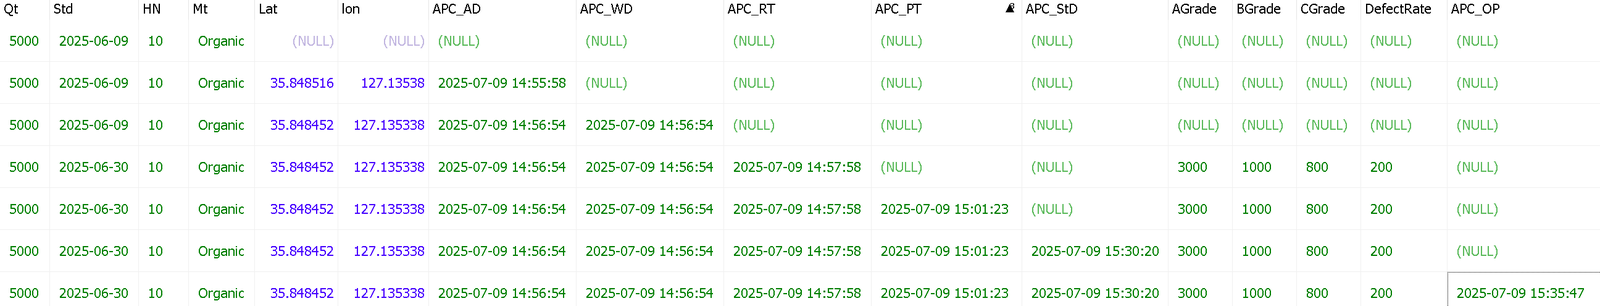 Qt Std HN Mt Lat lon APC_AD APC_WD APC_RT APC_PT APC_StD AGrade BGrade CGrade DefectRate APC_OP
5000 2025-06-09 10 Organic (NULL) (NULL) (NULL) (NULL) (NULL) (NULL) (NULL) (NULL) (NULL) (NULL) (NULL) (NULL)
5000 2025-06-09 10 Organic 35.848516 127.13538 2025-07-09 14:55:58 (NULL) (NULL) (NULL) (NULL) (NULL) (NULL) (NULL) (NULL) (NULL)
5000 2025-06-09 10 Organic 35.848452 127.135338 2025-07-09 14:56:54 2025-07-09 14:56:54 (NULL) (NULL) (NULL) (NULL) (NULL) (NULL) (NULL) (NULL)
5000 2025-06-30 10 Organic 35.848452 127.135338 2025-07-09 14:56:54 2025-07-09 14:56:54 2025-07-09 14:57:58 (NULL) (NULL) 3000 1000 800 200 (NULL)
5000 2025-06-30 10 Organic 35.848452 127.135338 2025-07-09 14:56:54 2025-07-09 14:56:54 2025-07-09 14:57:58 2025-07-09 15:01:23 (NULL) 3000 1000 800 200 (NULL)
5000 2025-06-30 10 Organic 35.848452 127.135338 2025-07-09 14:56:54 2025-07-09 14:56:54 2025-07-09 14:57:58 2025-07-09 15:01:23 2025-07-09 15:30:20 3000 1000 800 200 (NULL)
5000 2025-06-30 10 Organic 35.848452 127.135338 2025-07-09 14:56:54 2025-07-09 14:56:54 2025-07-09 14:57:58 2025-07-09 15:01:23 2025-07-09 15:30:20 3000 1000 800 200 2025-07-09 15:35:47